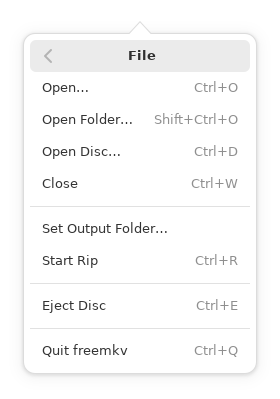 File
Open... Ctrl+O
Open Folder... Shift+Ctrl+O
Open Disc... Ctrl+D
Close Ctrl+W
Set Output Folder...
Start Rip Ctrl+R
Eject Disc Ctrl+E
Quit freemkv Ctrl+Q